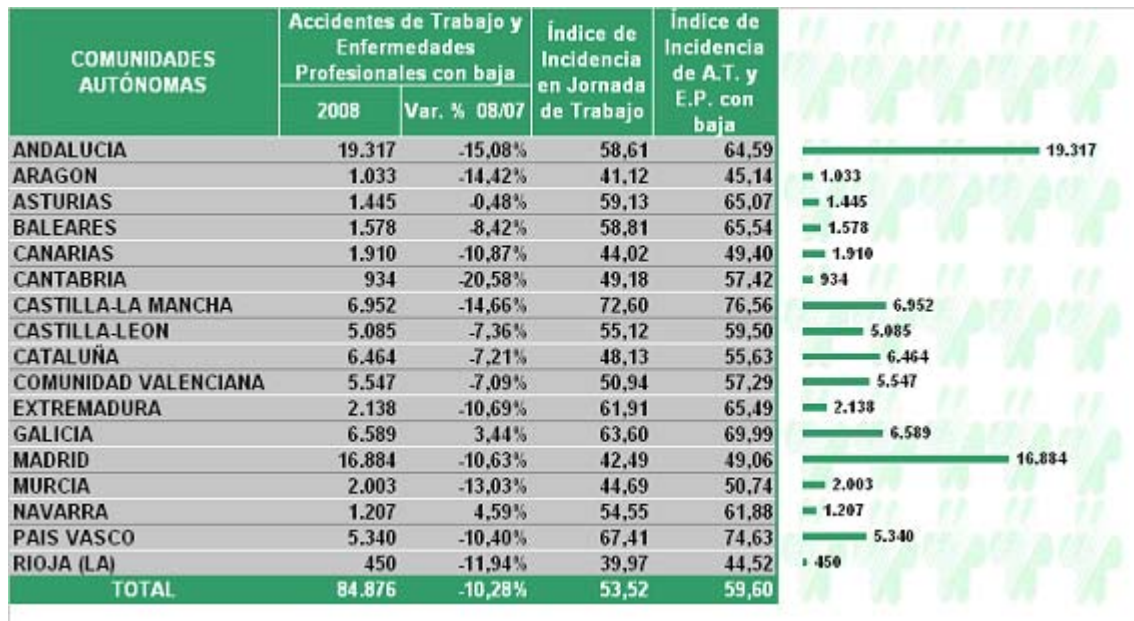 COMUNIDADES AUTÓNOMAS
Accidentes de Trabajo y Enfermedades Profesionales con baja
2008
Var. % 08/07
Índice de Incidencia en Jornada de Trabajo
Índice de Incidencia de A.T. y E.P. con baja
ANDALUCIA 19.317 -15,08% 58,61 64,59 19.317
ARAGON 1.033 -14,42% 41,12 45,14 1.033
ASTURIAS 1.445 -0,48% 59,13 65,07 1.445
BALEARES 1.578 -8,42% 58,81 65,54 1.578
CANARIAS 1.910 -10,87% 44,02 49,40 1.910
CANTABRIA 934 -20,58% 49,18 57,42 934
CASTILLA-LA MANCHA 6.952 -14,66% 72,60 76,56 6.952
CASTILLA-LEON 5.085 -7,36% 55,12 59,50 5.085
CATALUÑA 6.464 -7,21% 48,13 55,63 6.464
COMUNIDAD VALENCIANA 5.547 -7,09% 50,94 57,29 5.547
EXTREMADURA 2.138 -10,69% 61,91 65,49 2.138
GALICIA 6.589 3,44% 63,60 69,99 6.589
MADRID 16.884 -10,63% 42,49 49,06 16.884
MURCIA 2.003 -13,03% 44,69 50,74 2.003
NAVARRA 1.207 4,59% 54,55 61,88 1.207
PAIS VASCO 5.340 -10,40% 67,41 74,63 5.340
RIOJA (LA) 450 -11,94% 39,97 44,52 450
TOTAL 84.876 -10,28% 53,52 59,60